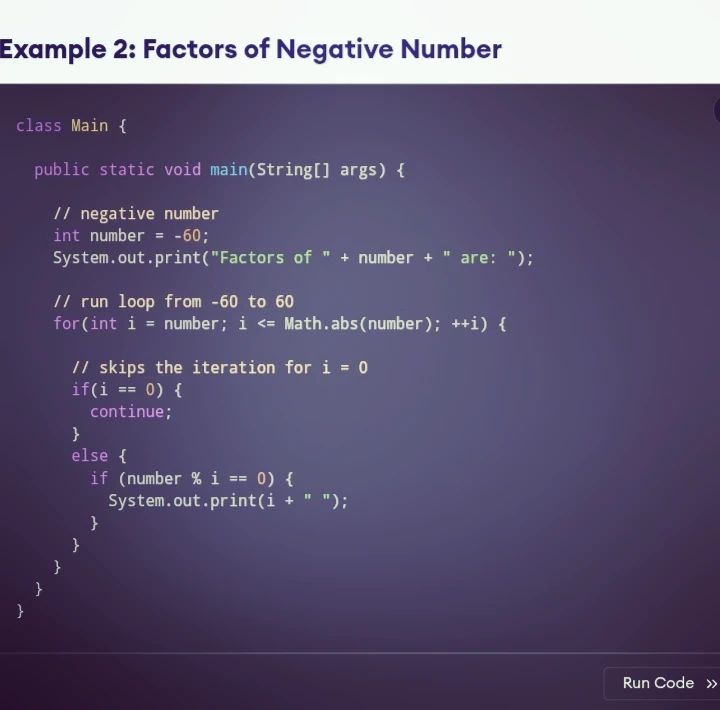 Example 2: Factors of Negative Number
class Main {
public static void main(String[] args) {
// negative number
int number = -60;
System.out.print("Factors of " + number + " are: ");
// run loop from -60 to 60
for(int i = number; i <= Math.abs(number); ++i) {
// skips the iteration for i = 0
if(i == 0) {
continue;
}
else {
if (number % i == 0) {
System.out.print(i + " ");
}
}
}
}
}
Run Code »